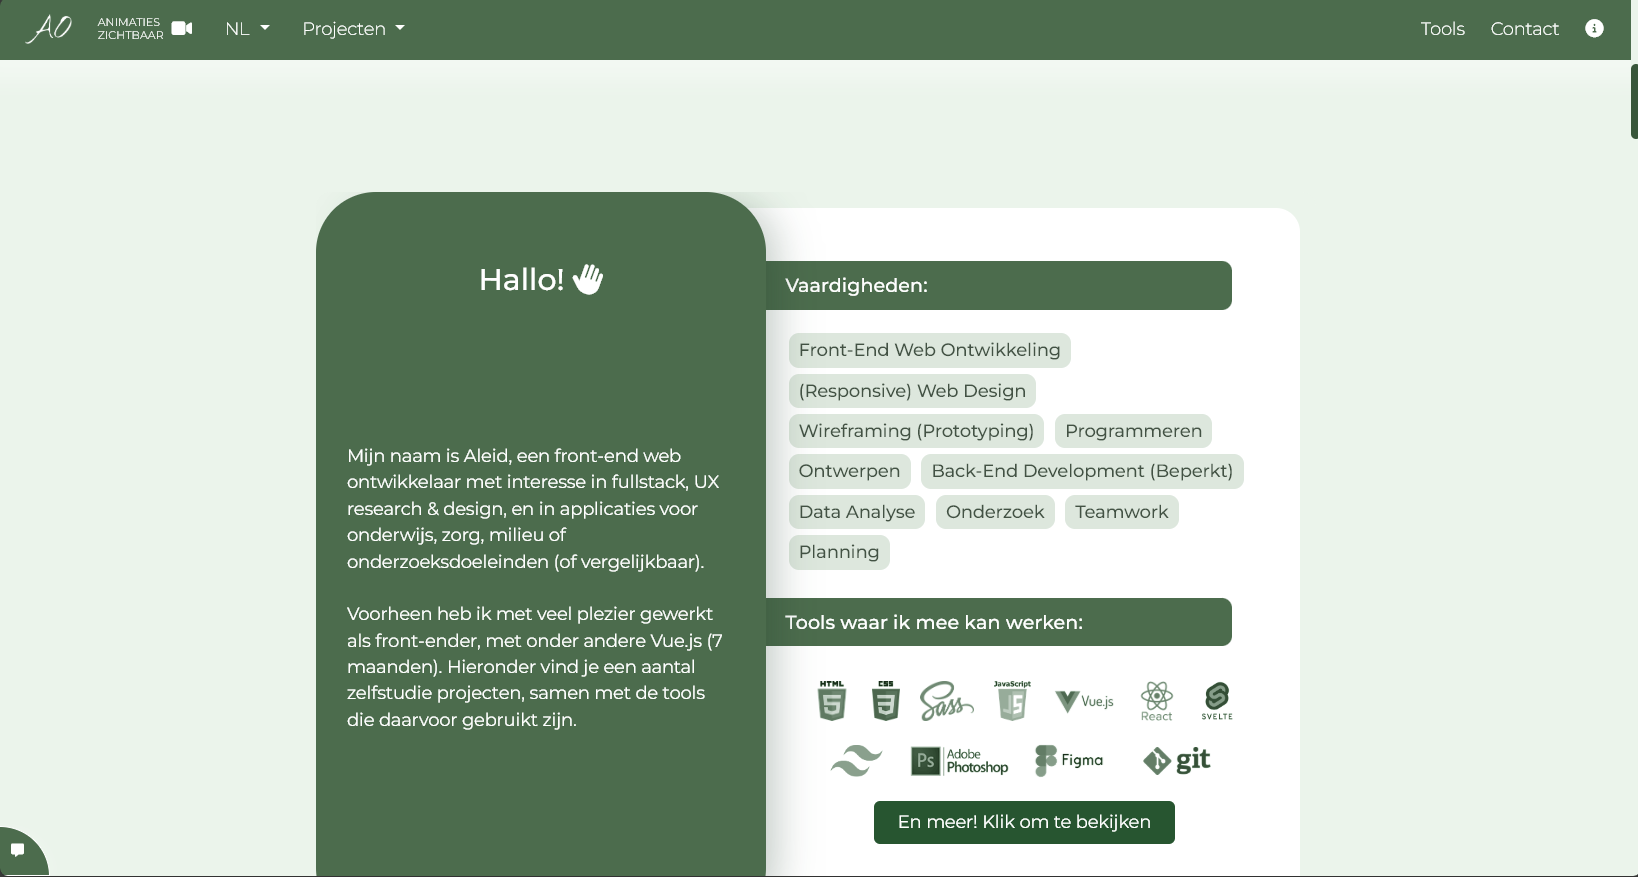 AO
ANIMATIES
ZICHTBAAR
NL
Projecten
Tools
Contact
Hallo!
Mijn naam is Aleid, een front-end web
ontwikkelaar met interesse in fullstack, UX
research & design, en in applicaties voor
onderwijs, zorg, milieu of
onderzoeksdoeleinden (of vergelijkbaar).
Voorheen heb ik met veel plezier gewerkt
als front-ender, met onder andere Vue.js (7
maanden). Hieronder vind je een aantal
zelfstudie projecten, samen met de tools
die daarvoor gebruikt zijn.
Vaardigheden:
Front-End Web Ontwikkeling
(Responsive) Web Design
Wireframing (Prototyping) Programmeren
Ontwerpen Back-End Development (Beperkt)
Data Analyse Onderzoek Teamwork
Planning
Tools waar ik mee kan werken:
HTML 5 CSS 3 Sass JavaScript JS Vue.js React SVELTE
Ps Adobe Photoshop Figma git
En meer! Klik om te bekijken